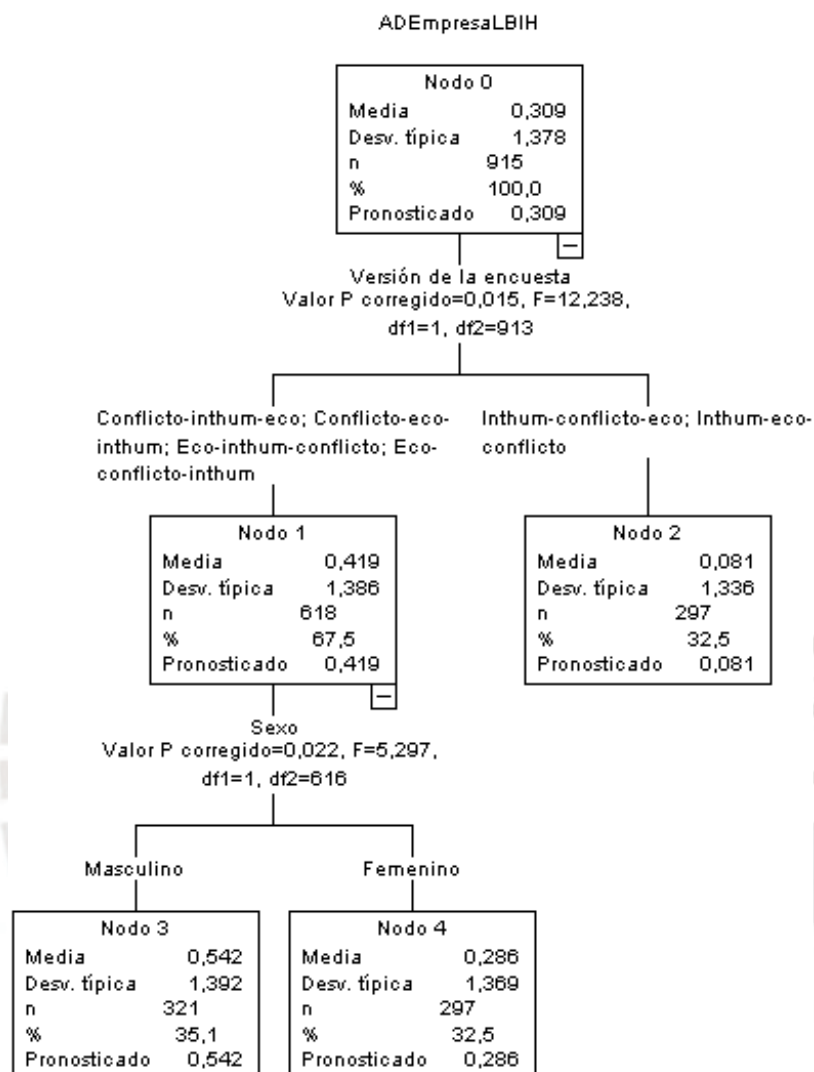 ADEmpresaLBIH
Nodo 0
Media 0,309
Desv. típica 1,378
n 915
% 100,0
Pronosticado 0,309
Versión de la encuesta
Valor P corregido=0,015, F=12,238,
df1=1, df2=913
Conflicto-inthum-eco; Conflicto-eco-
inthum; Eco-inthum-conflicto; Eco-
conflicto-inthum
Inthum-conflicto-eco; Inthum-eco-
conflicto
Nodo 1
Media 0,419
Desv. típica 1,386
n 618
% 67,5
Pronosticado 0,419
Nodo 2
Media 0,081
Desv. típica 1,336
n 297
% 32,5
Pronosticado 0,081
Sexo
Valor P corregido=0,022, F=5,297,
df1=1, df2=616
Masculino
Femenino
Nodo 3
Media 0,542
Desv. típica 1,392
n 321
% 35,1
Pronosticado 0,542
Nodo 4
Media 0,286
Desv. típica 1,369
n 297
% 32,5
Pronosticado 0,286